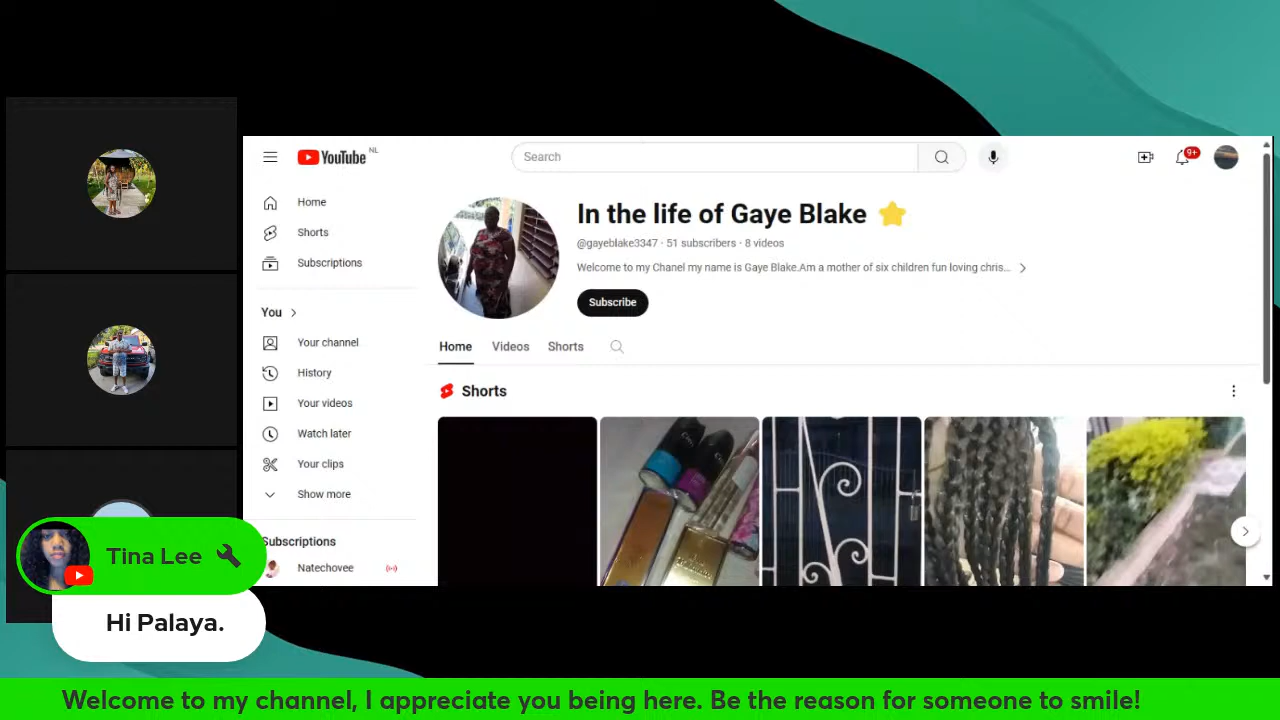 YouTube NL
Search
9+
Home
Shorts
Subscriptions
You
Your channel
History
Your videos
Watch later
Your clips
Show more
Subscriptions
Natechovee
In the life of Gaye Blake
@gayeblake3347 · 51 subscribers · 8 videos
Welcome to my Chanel my name is Gaye Blake.Am a mother of six children fun loving chris...
Subscribe
Home Videos Shorts
Shorts
Tina Lee
Hi Palaya.
Welcome to my channel, I appreciate you being here. Be the reason for someone to smile!